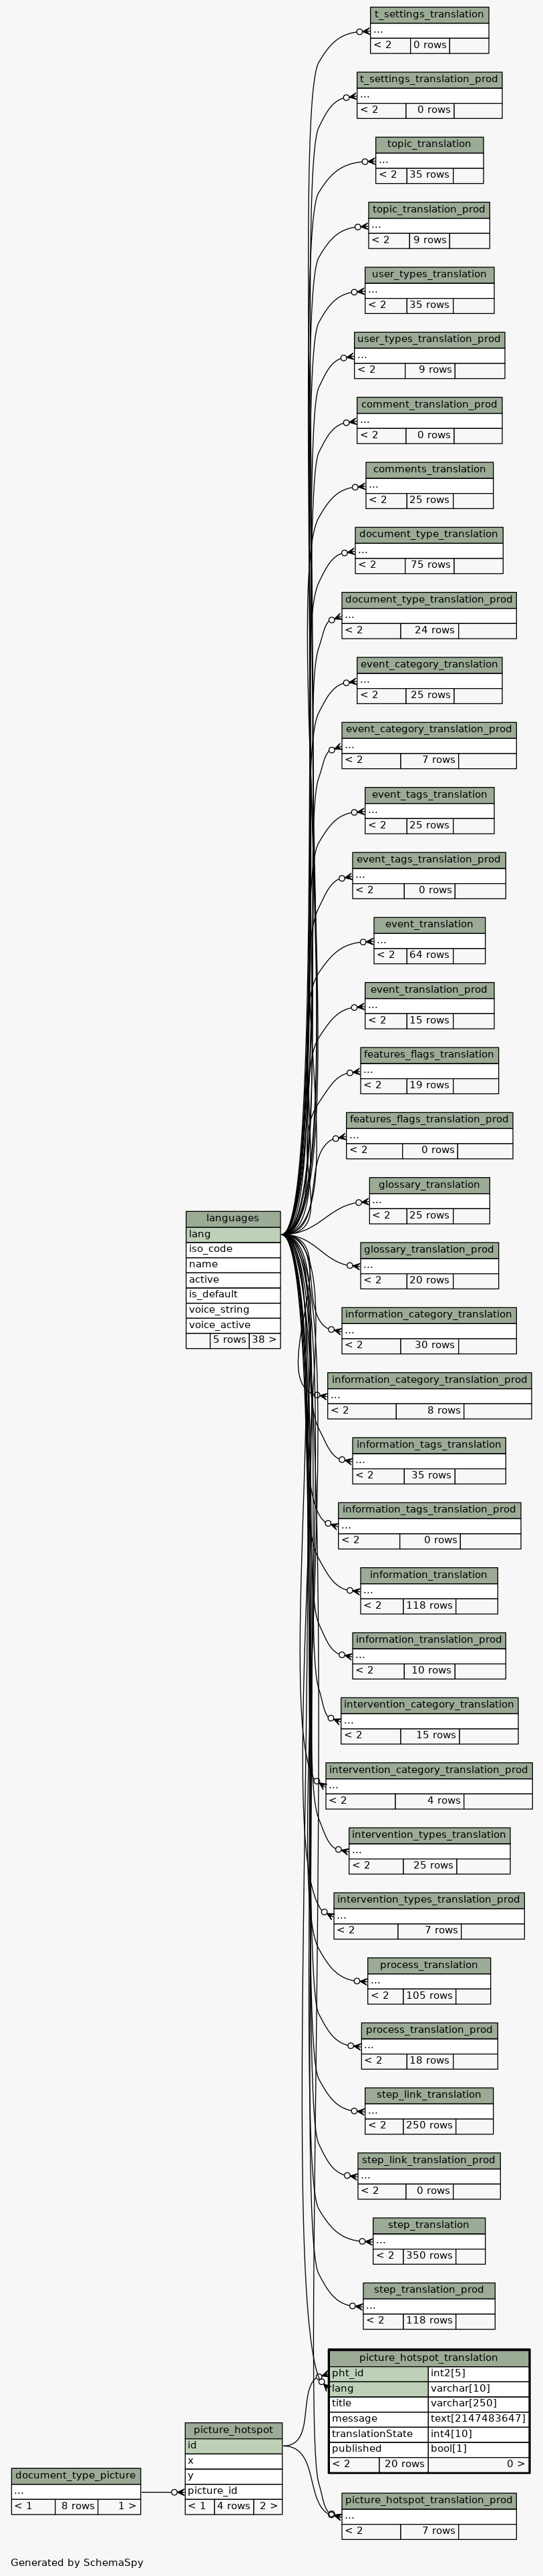 t_settings_translation
...
< 2 0 rows
t_settings_translation_prod
...
< 2 0 rows
topic_translation
...
< 2 35 rows
topic_translation_prod
...
< 2 9 rows
user_types_translation
...
< 2 35 rows
user_types_translation_prod
...
< 2 9 rows
comment_translation_prod
...
< 2 0 rows
comments_translation
...
< 2 25 rows
document_type_translation
...
< 2 75 rows
document_type_translation_prod
...
< 2 24 rows
event_category_translation
...
< 2 25 rows
event_category_translation_prod
...
< 2 7 rows
event_tags_translation
...
< 2 25 rows
event_tags_translation_prod
...
< 2 0 rows
event_translation
...
< 2 64 rows
event_translation_prod
...
< 2 15 rows
features_flags_translation
...
< 2 19 rows
features_flags_translation_prod
...
< 2 0 rows
glossary_translation
...
< 2 25 rows
languages
lang
iso_code
name
active
is_default
voice_string
voice_active
5 rows 38 >
glossary_translation_prod
...
< 2 20 rows
information_category_translation
...
< 2 30 rows
information_category_translation_prod
...
< 2 8 rows
information_tags_translation
...
< 2 35 rows
information_tags_translation_prod
...
< 2 0 rows
information_translation
...
< 2 118 rows
information_translation_prod
...
< 2 10 rows
intervention_category_translation
...
< 2 15 rows
intervention_category_translation_prod
...
< 2 4 rows
intervention_types_translation
...
< 2 25 rows
intervention_types_translation_prod
...
< 2 7 rows
process_translation
...
< 2 105 rows
process_translation_prod
...
< 2 18 rows
step_link_translation
...
< 2 250 rows
step_link_translation_prod
...
< 2 0 rows
step_translation
...
< 2 350 rows
step_translation_prod
...
< 2 118 rows
picture_hotspot_translation
pht_id int2[5]
lang varchar[10]
title varchar[250]
message text[2147483647]
translationState int4[10]
published bool[1]
< 2 20 rows 0 >
picture_hotspot
id
x
y
picture_id
< 1 4 rows 2 >
document_type_picture
...
< 1 8 rows 1 >
picture_hotspot_translation_prod
...
< 2 7 rows
Generated by SchemaSpy